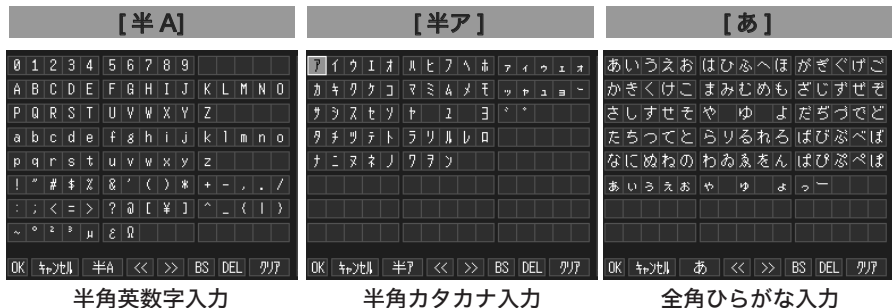 [ 半 A]
0 1 2 3 4 5 6 7 8 9
A B C D E F G H I J K L M N O
P Q R S T U V W X Y Z
a b c d e f g h i j k l m n o
p q r s t u v w x y z
! " # $ % & ' ( ) * + - , . /
: ; < = > ? @ [ ¥ ] ^ _ { | }
~ ° ² ³ µ ε Ω
OK キャンセル 半A << >> BS DEL クリア
半角英数字入力
[ 半ア ]
ア イ ウ エ オ ハ ヒ フ ヘ ホ ァ ィ ゥ ェ ォ
カ キ ク ケ コ マ ミ ム メ モ ッ ャ ュ ョ ー
サ シ ス セ ソ ヤ ユ ヨ ゛ ゜
タ チ ツ テ ト ラ リ ル レ ロ
ナ ニ ヌ ネ ノ ワ ヲ ン
OK キャンセル 半ア << >> BS DEL クリア
半角カタカナ入力
[ あ ]
あいうえお はひふへほ がぎぐげご
かきくけこ まみむめも ざじずぜぞ
さしすせそ や ゆ よ だぢづでど
たちつてと らりるれろ ばびぶべぼ
なにぬねの わゐゑをん ぱぴぷぺぽ
ぁぃぅぇぉ ゃ ゅ ょ っー
OK キャンセル あ << >> BS DEL クリア
全角ひらがな入力